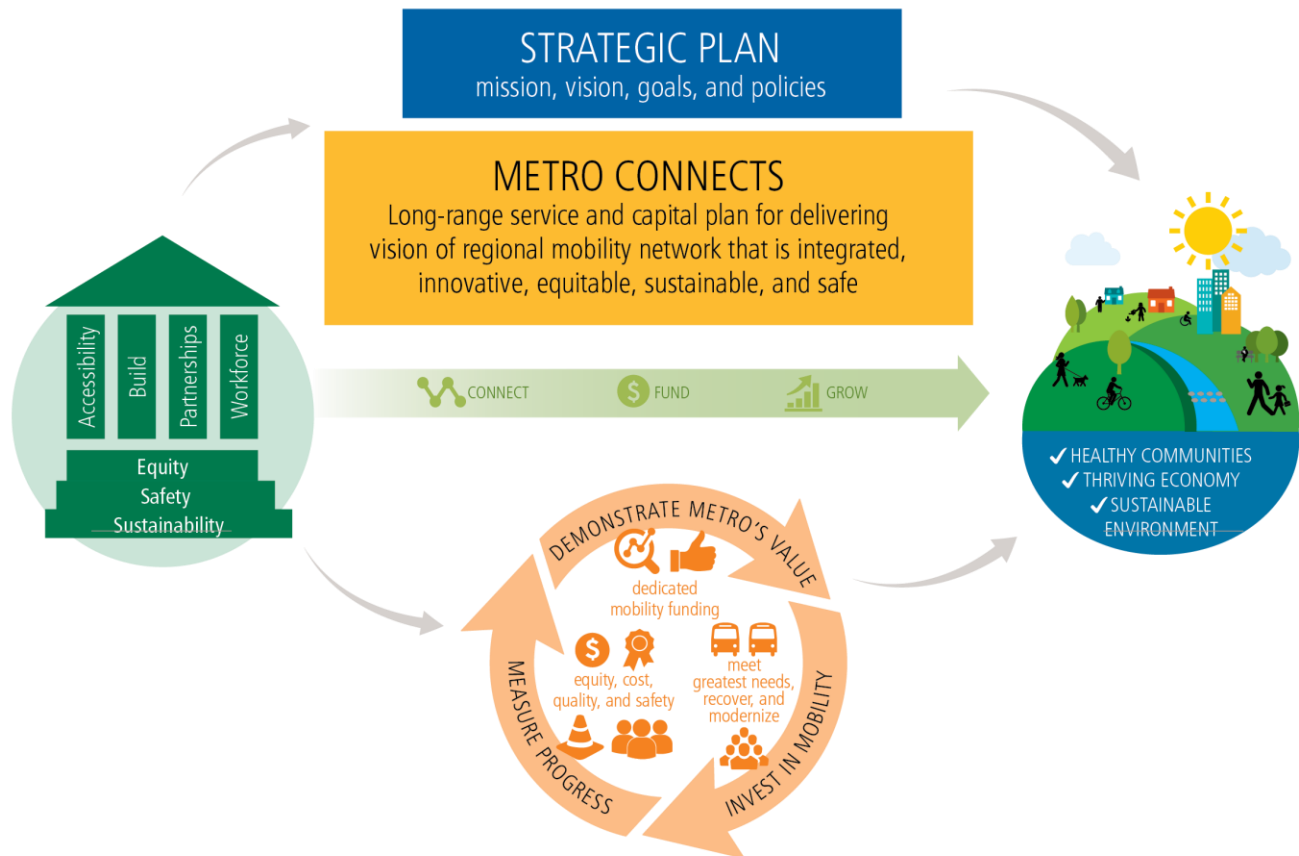 STRATEGIC PLAN
mission, vision, goals, and policies
METRO CONNECTS
Long-range service and capital plan for delivering
vision of regional mobility network that is integrated,
innovative, equitable, sustainable, and safe
Accessibility
Build
Partnerships
Workforce
Equity
Safety
Sustainability
CONNECT
$ FUND
GROW
✓ HEALTHY COMMUNITIES
✓ THRIVING ECONOMY
✓ SUSTAINABLE
ENVIRONMENT
DEMONSTRATE METRO'S VALUE
dedicated
mobility funding
INVEST IN MOBILITY
meet
greatest needs,
recover, and
modernize
MEASURE PROGRESS
$
equity, cost,
quality, and safety